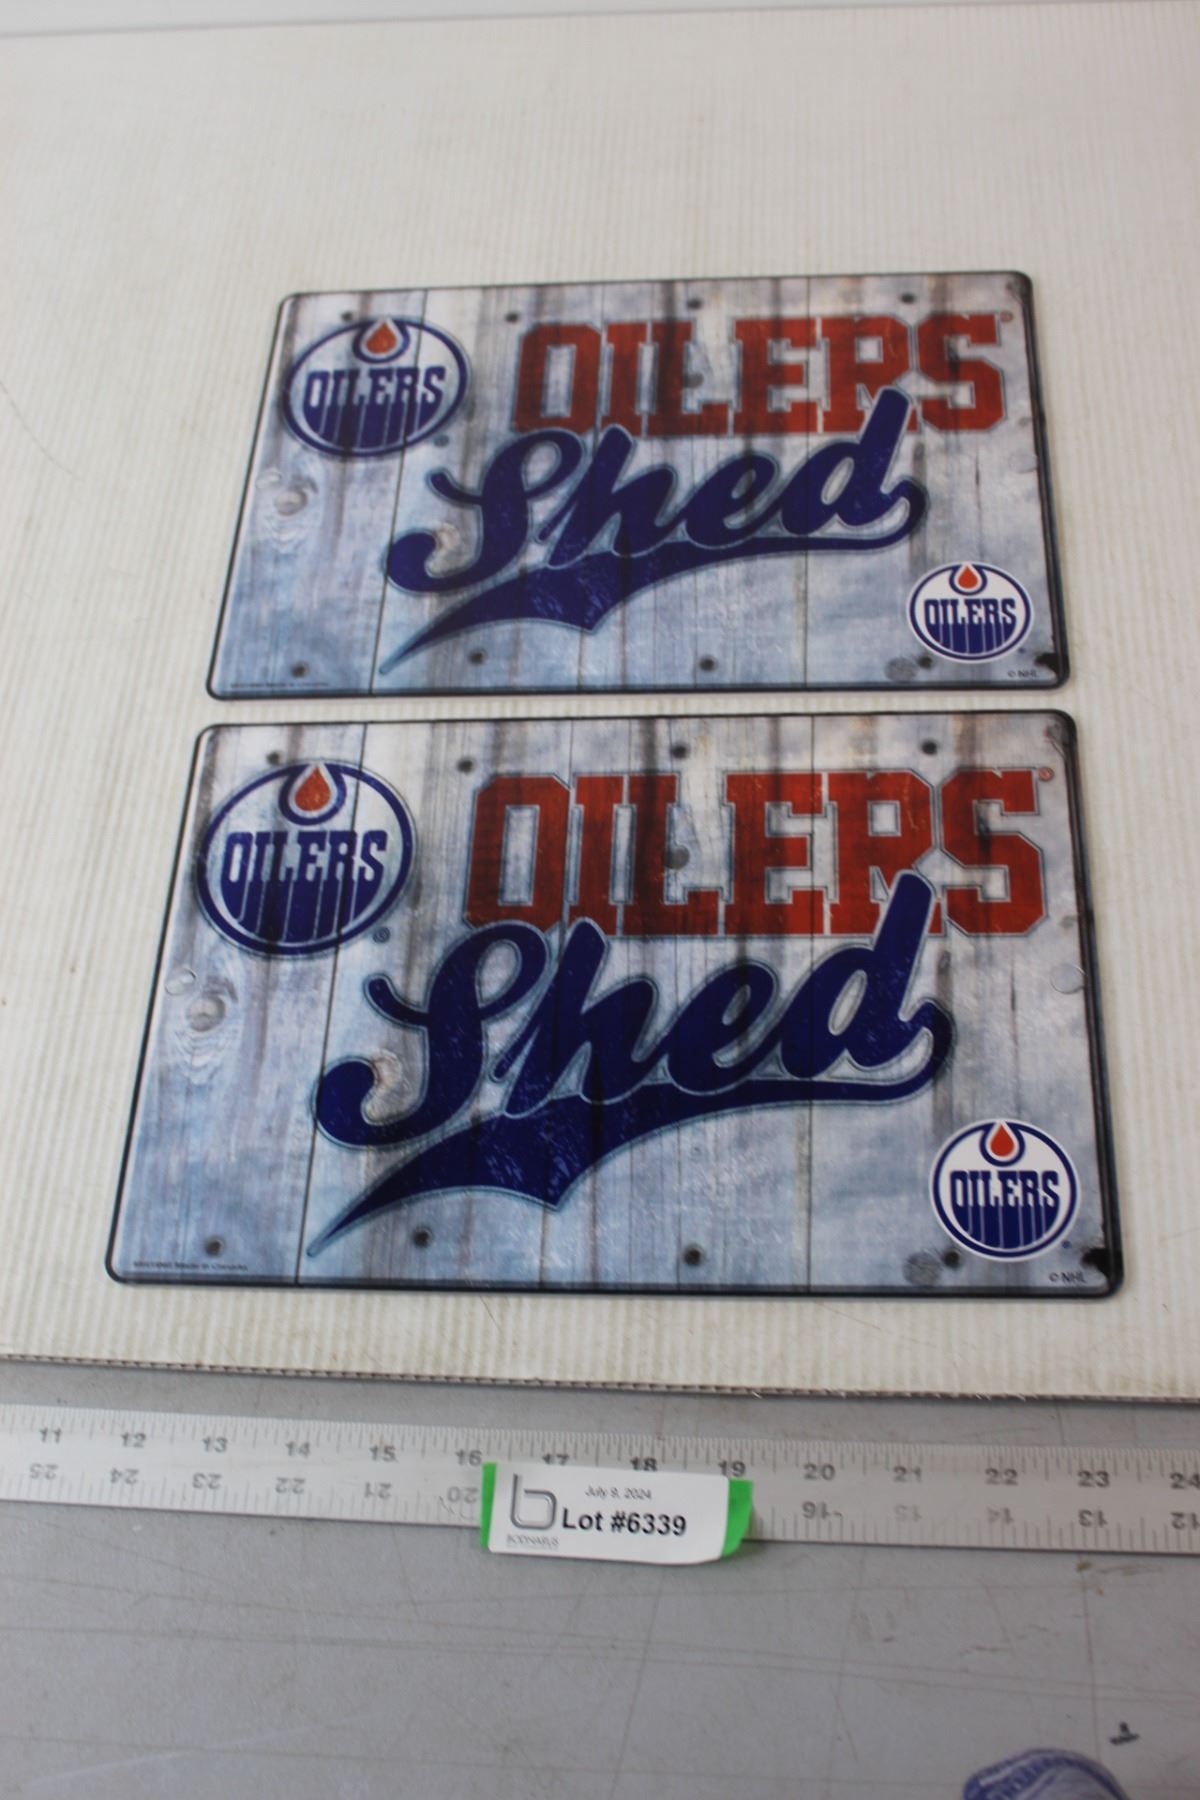 OILERS
OILERS®
Shed
OILERS
© NHL
OILERS
OILERS®
Shed
OILERS
© NHL
11 12 13 14 15 16 17 18 19 20 21 22 23 24
25 24 23 22 21 20 16 15 14 13 12
July 9, 2024
Lot #6339
BODNARUS